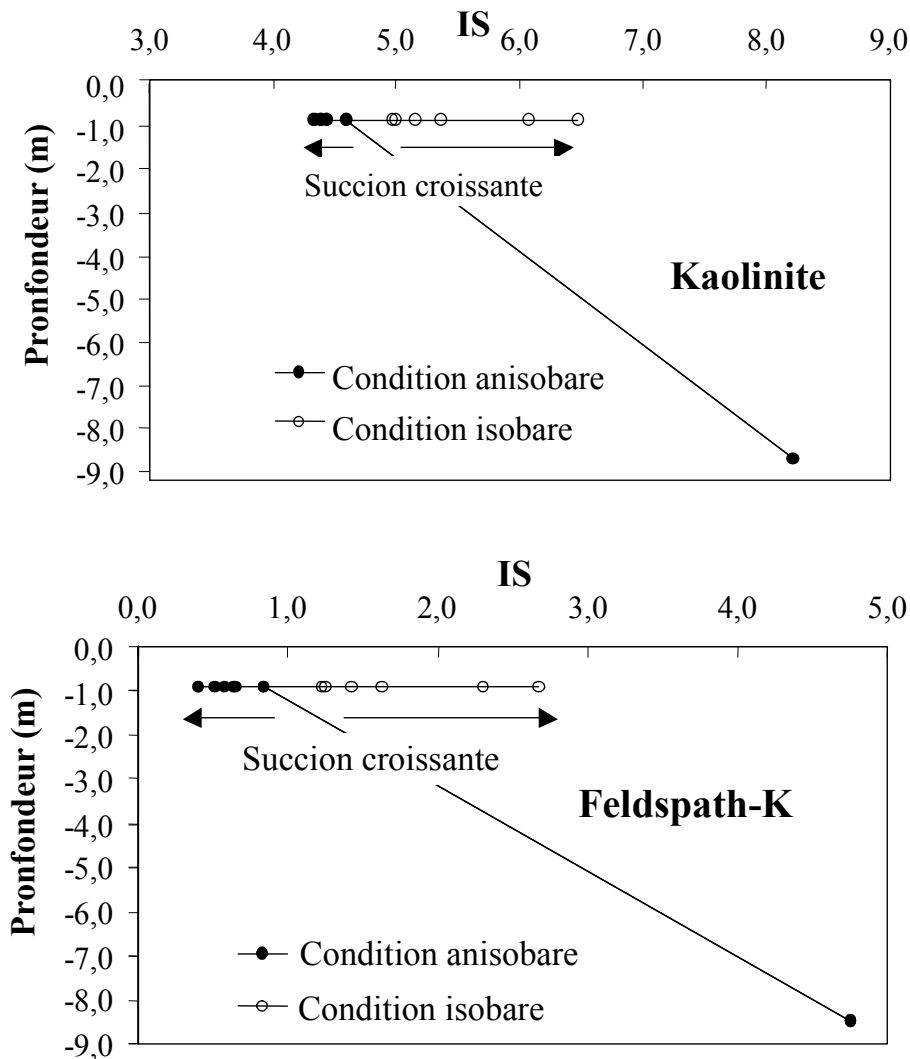 IS
3,0 4,0 5,0 6,0 7,0 8,0 9,0
0,0
-1,0
-2,0
-3,0
-4,0
-5,0
-6,0
-7,0
-8,0
-9,0
Pronfondeur (m)
Succion croissante
Kaolinite
Condition anisobare
Condition isobare
IS
0,0 1,0 2,0 3,0 4,0 5,0
0,0
-1,0
-2,0
-3,0
-4,0
-5,0
-6,0
-7,0
-8,0
-9,0
Pronfondeur (m)
Succion croissante
Feldspath-K
Condition anisobare
Condition isobare